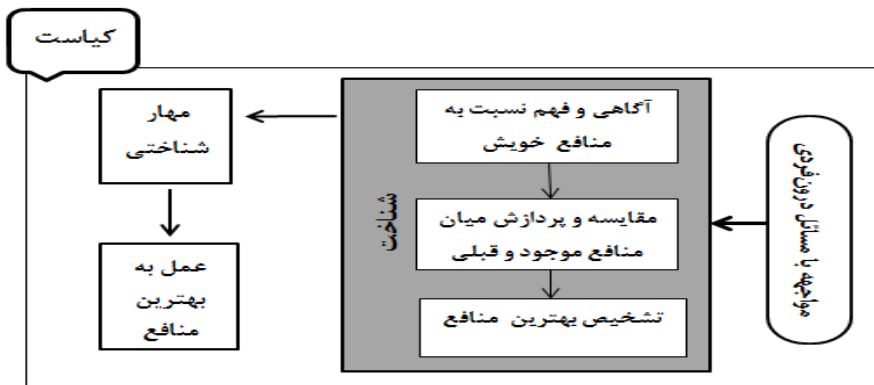 کیاست
مواجهه با مسائل درون‌فردی
شناخت
آگاهی و فهم نسبت به
منافع خویش
مقایسه و پردازش میان
منافع موجود و قبلی
تشخیص بهترین منافع
مهار
شناختی
عمل به
بهترین
منافع